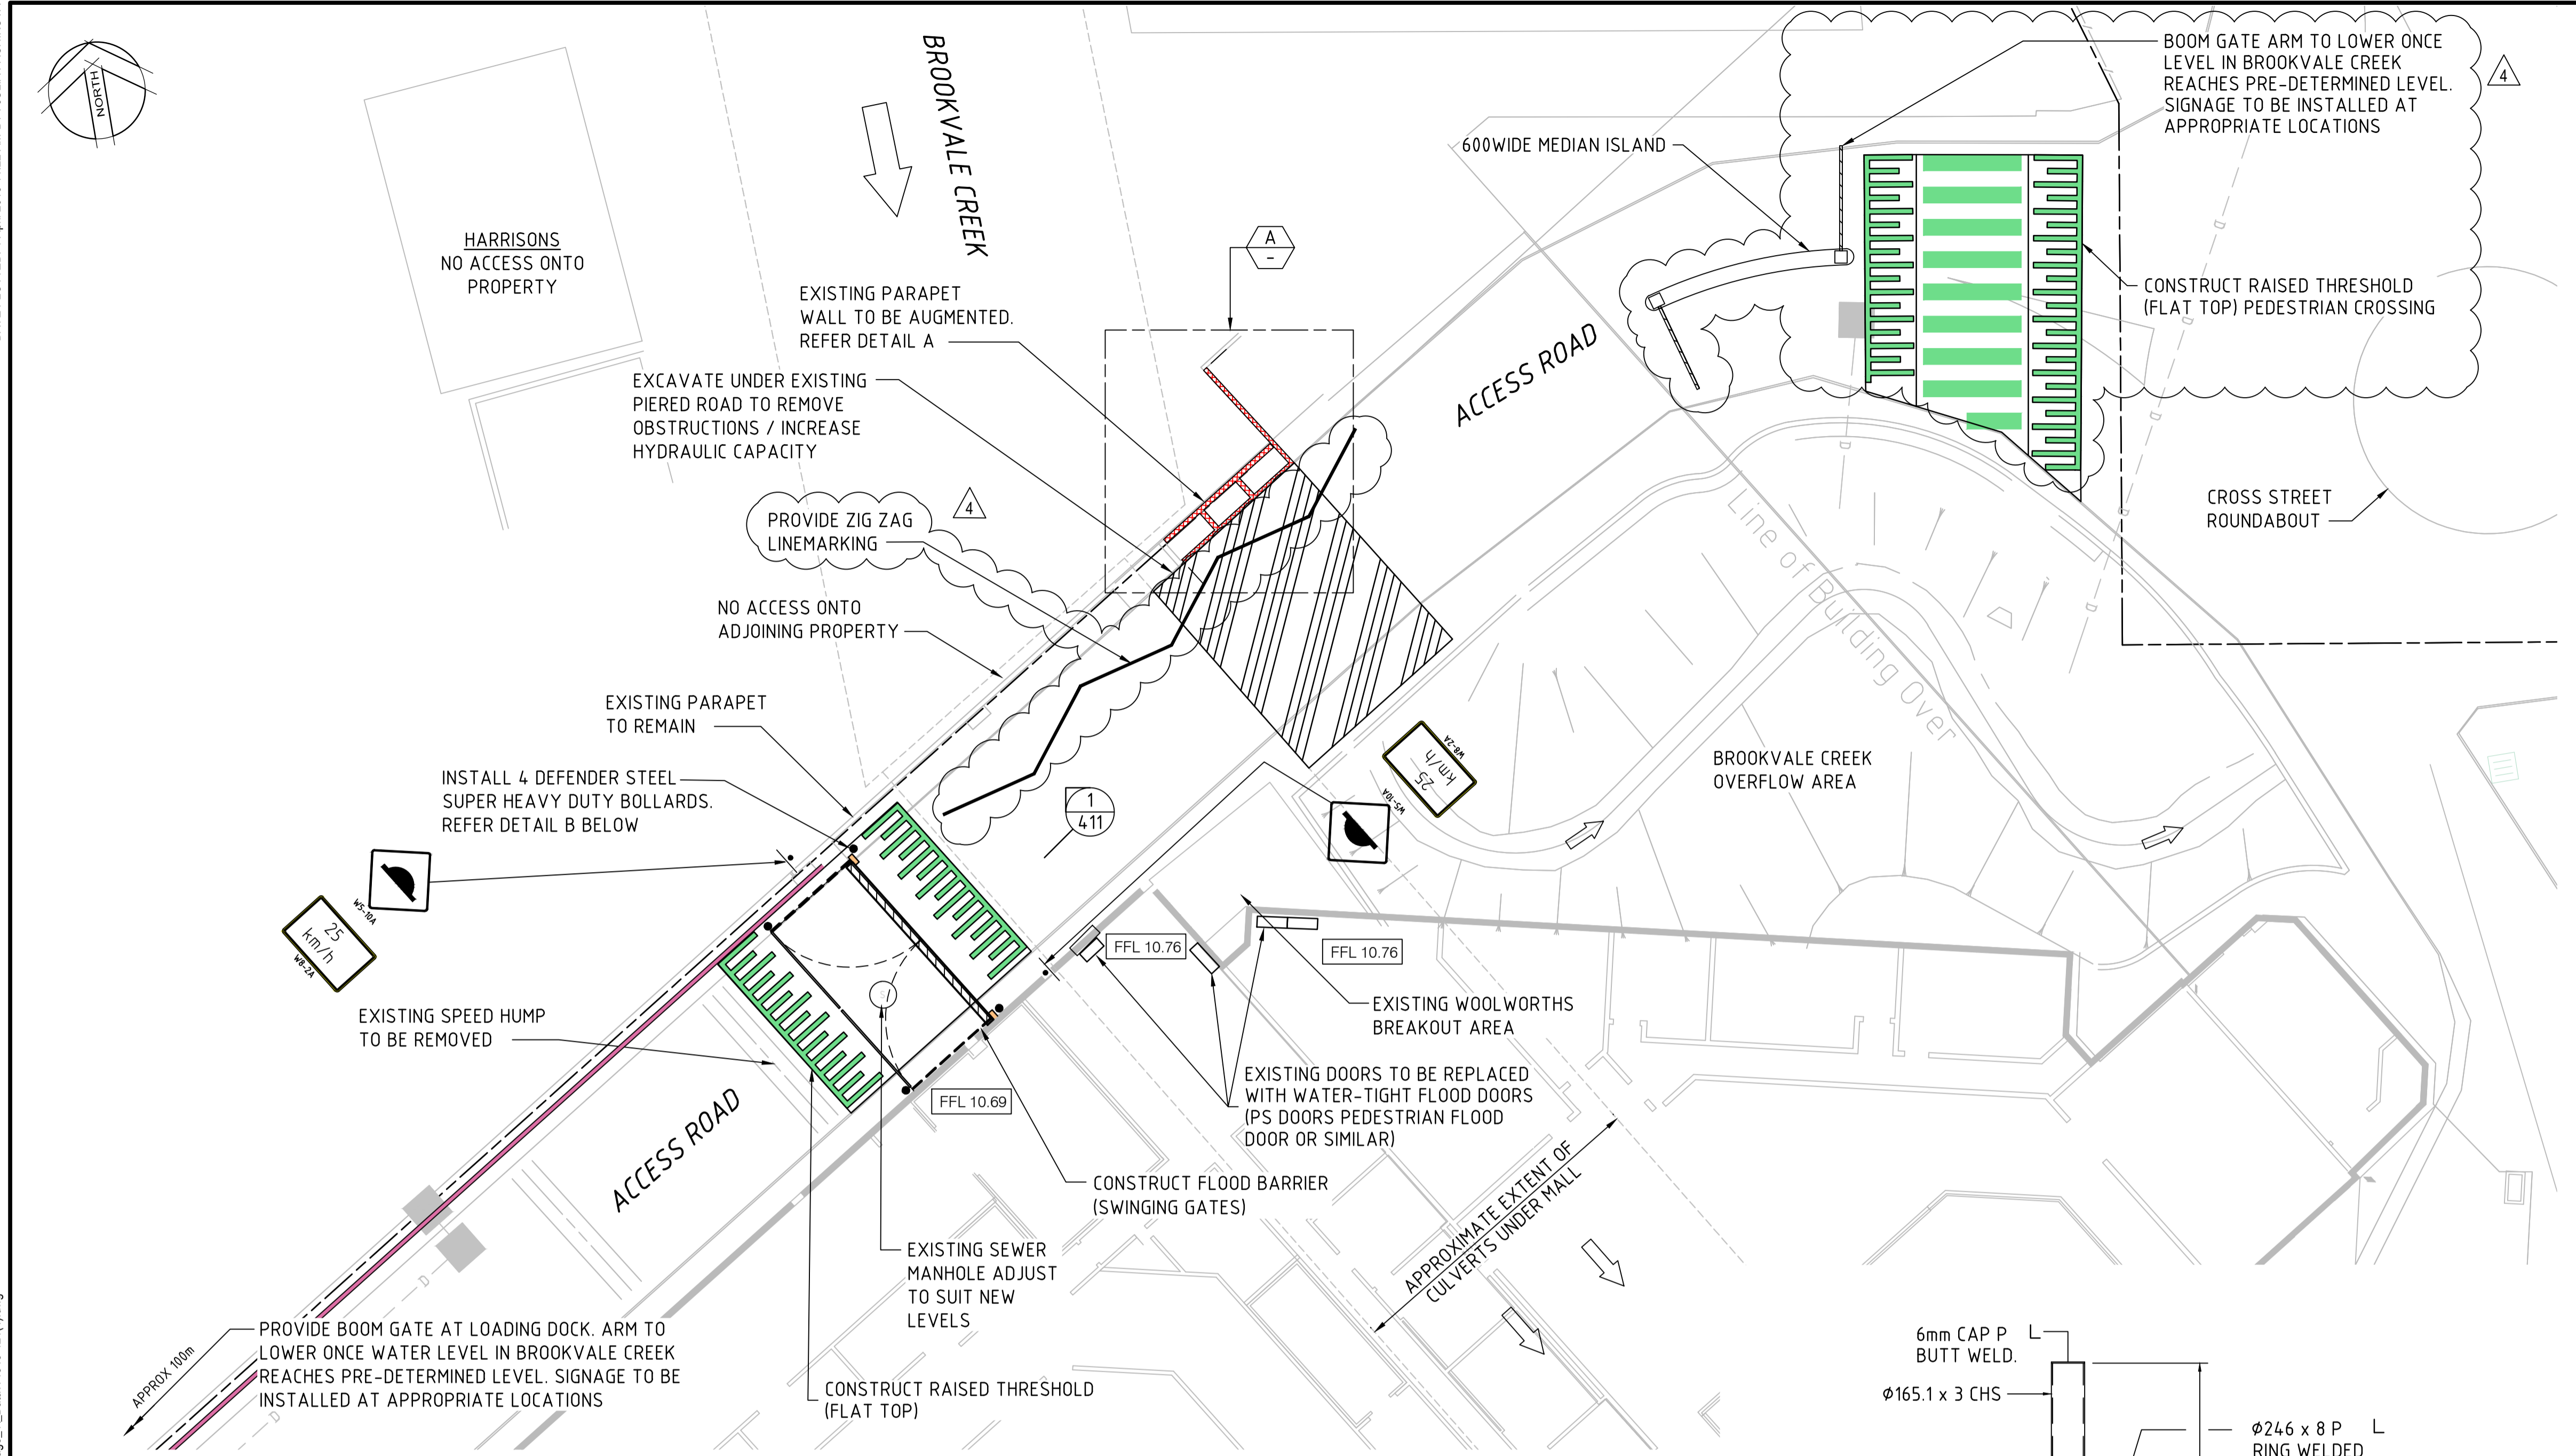 NORTH
BROOKVALE CREEK
BOOM GATE ARM TO LOWER ONCE
LEVEL IN BROOKVALE CREEK
REACHES PRE-DETERMINED LEVEL.
SIGNAGE TO BE INSTALLED AT
APPROPRIATE LOCATIONS
4
600WIDE MEDIAN ISLAND
HARRISONS
NO ACCESS ONTO
PROPERTY
A
-
EXISTING PARAPET
WALL TO BE AUGMENTED.
REFER DETAIL A
CONSTRUCT RAISED THRESHOLD
(FLAT TOP) PEDESTRIAN CROSSING
ACCESS ROAD
EXCAVATE UNDER EXISTING
PIERED ROAD TO REMOVE
OBSTRUCTIONS / INCREASE
HYDRAULIC CAPACITY
D
D
D
D
D
D
CROSS STREET
ROUNDABOUT
PROVIDE ZIG ZAG
LINEMARKING
4
Line of Building Over
NO ACCESS ONTO
ADJOINING PROPERTY
EXISTING PARAPET
TO REMAIN
W8-2A
25
km/h
W5-10A
BROOKVALE CREEK
OVERFLOW AREA
INSTALL 4 DEFENDER STEEL
SUPER HEAVY DUTY BOLLARDS.
REFER DETAIL B BELOW
1
411
W5-10A
25
km/h
W8-2A
FFL 10.76
FFL 10.76
EXISTING WOOLWORTHS
BREAKOUT AREA
EXISTING SPEED HUMP
TO BE REMOVED
FFL 10.69
EXISTING DOORS TO BE REPLACED
WITH WATER-TIGHT FLOOD DOORS
(PS DOORS PEDESTRIAN FLOOD
DOOR OR SIMILAR)
ACCESS ROAD
CONSTRUCT FLOOD BARRIER
(SWINGING GATES)
APPROXIMATE EXTENT OF
CULVERTS UNDER MALL
EXISTING SEWER
MANHOLE ADJUST
TO SUIT NEW
LEVELS
D
D
APPROX 100m
PROVIDE BOOM GATE AT LOADING DOCK. ARM TO
LOWER ONCE WATER LEVEL IN BROOKVALE CREEK
REACHES PRE-DETERMINED LEVEL. SIGNAGE TO BE
INSTALLED AT APPROPRIATE LOCATIONS
CONSTRUCT RAISED THRESHOLD
(FLAT TOP)
6mm CAP P L
BUTT WELD.
Ø165.1 x 3 CHS
Ø246 x 8 P L
RING WELDED